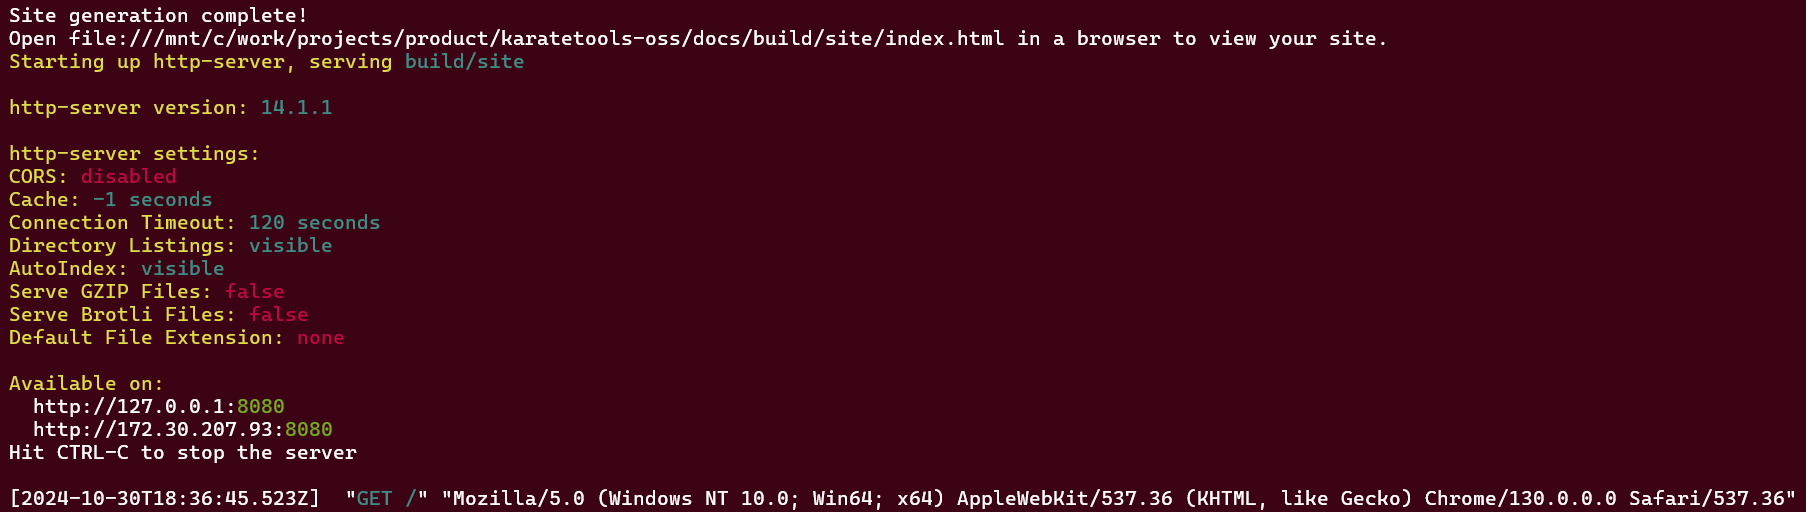 Site generation complete!
Open file:///mnt/c/work/projects/product/karatetools-oss/docs/build/site/index.html in a browser to view your site.
Starting up http-server, serving build/site
http-server version: 14.1.1
http-server settings:
CORS: disabled
Cache: -1 seconds
Connection Timeout: 120 seconds
Directory Listings: visible
AutoIndex: visible
Serve GZIP Files: false
Serve Brotli Files: false
Default File Extension: none
Available on:
  http://127.0.0.1:8080
  http://172.30.207.93:8080
Hit CTRL-C to stop the server
[2024-10-30T18:36:45.523Z]  "GET /" "Mozilla/5.0 (Windows NT 10.0; Win64; x64) AppleWebKit/537.36 (KHTML, like Gecko) Chrome/130.0.0.0 Safari/537.36"